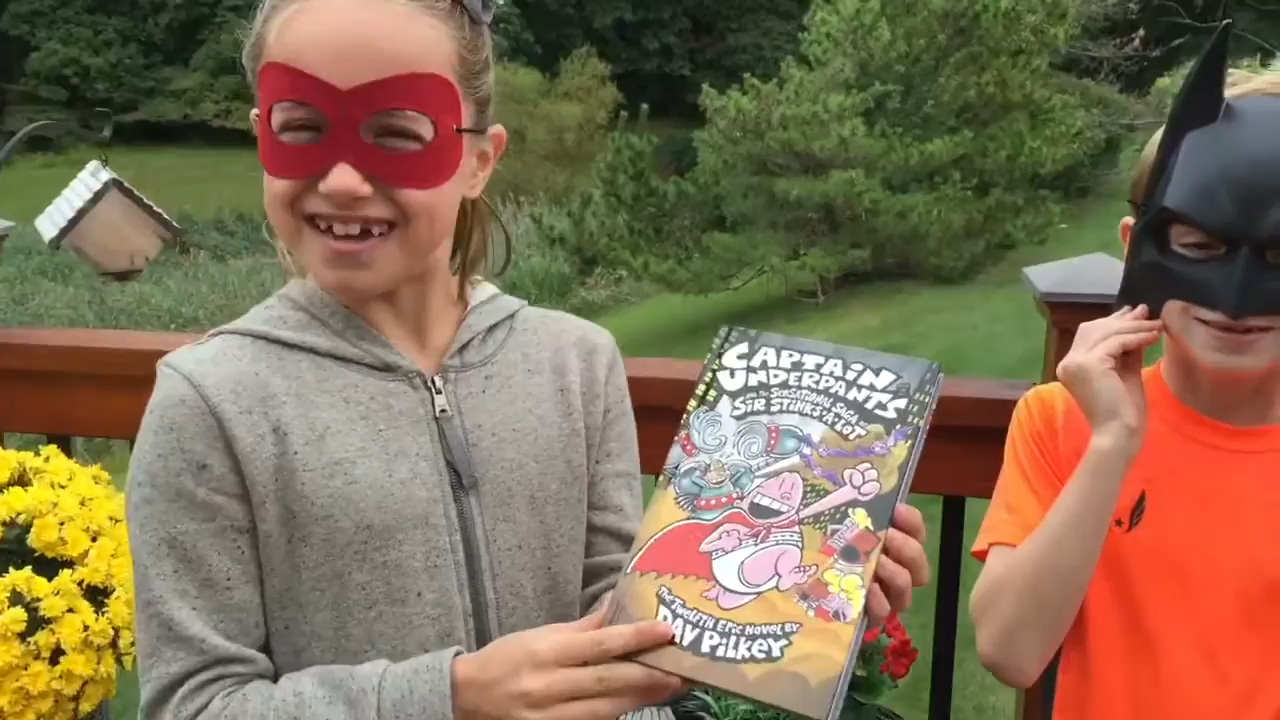 CAPTAIN
UNDERPANTS
AND THE SENSATIONAL SAGA OF
SIR STINKS-A-LOT
THE TWELFTH EPIC NOVEL BY
DAV PILKEY